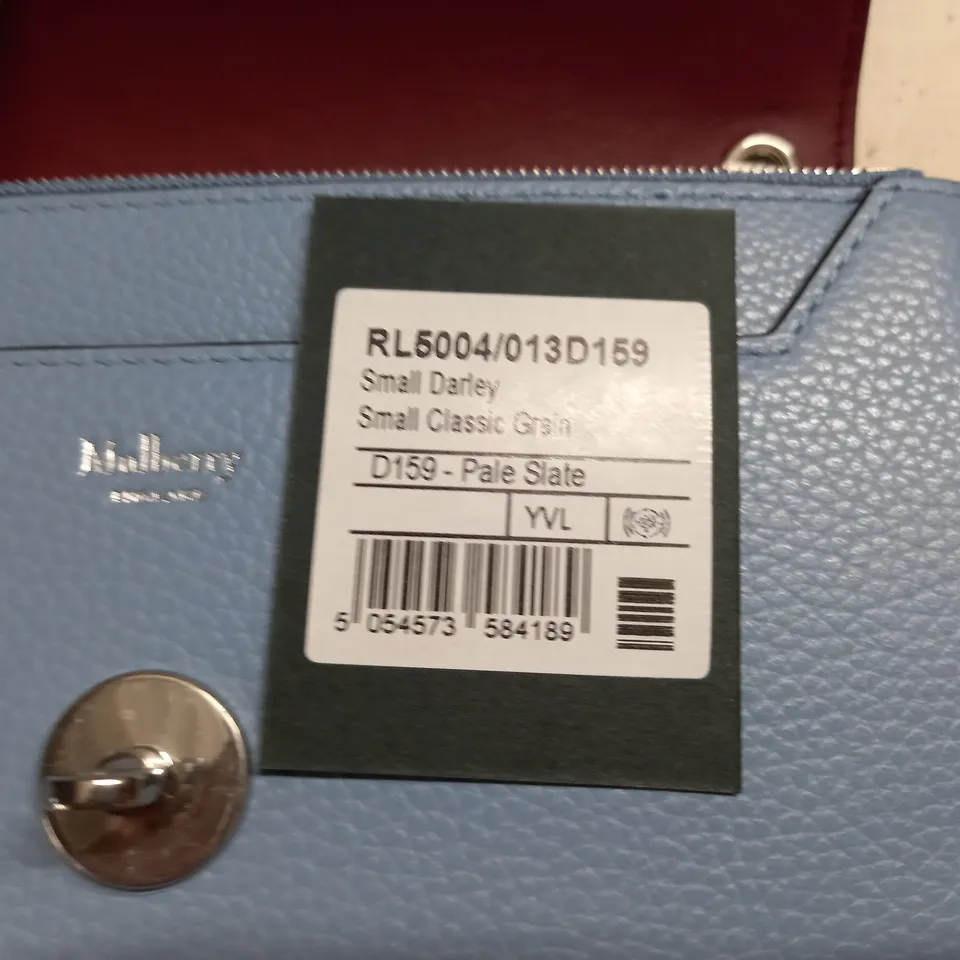 RL5004/013D159
Small Darley
Small Classic Grain
Mulberry
ENGLAND
D159 - Pale Slate
YVL
5 054573 584189